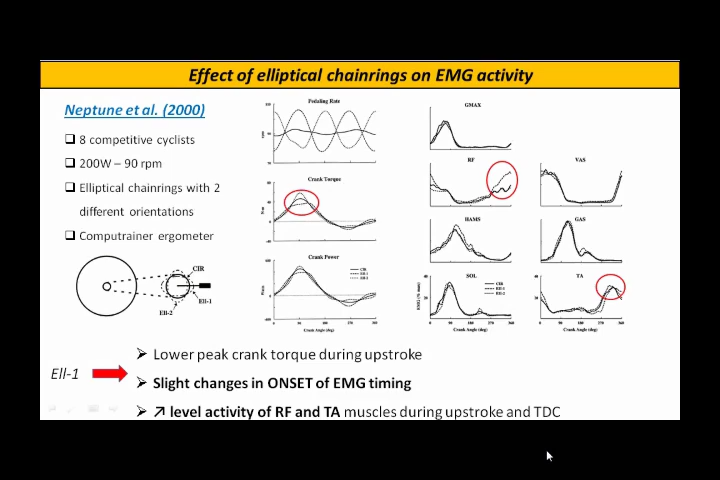 Effect of elliptical chainrings on EMG activity
Neptune et al. (2000)
8 competitive cyclists
200W – 90 rpm
Elliptical chainrings with 2
different orientations
Computrainer ergometer
CIR
Ell-1
Ell-2
Pedaling Rate
Crank Torque
Crank Power
Crank Angle (deg)
GMAX
RF
VAS
HAMS
GAS
SOL
TA
Crank Angle (deg)
Crank Angle (deg)
Ell-1
➢ Lower peak crank torque during upstroke
➢ Slight changes in ONSET of EMG timing
➢ ↗ level activity of RF and TA muscles during upstroke and TDC